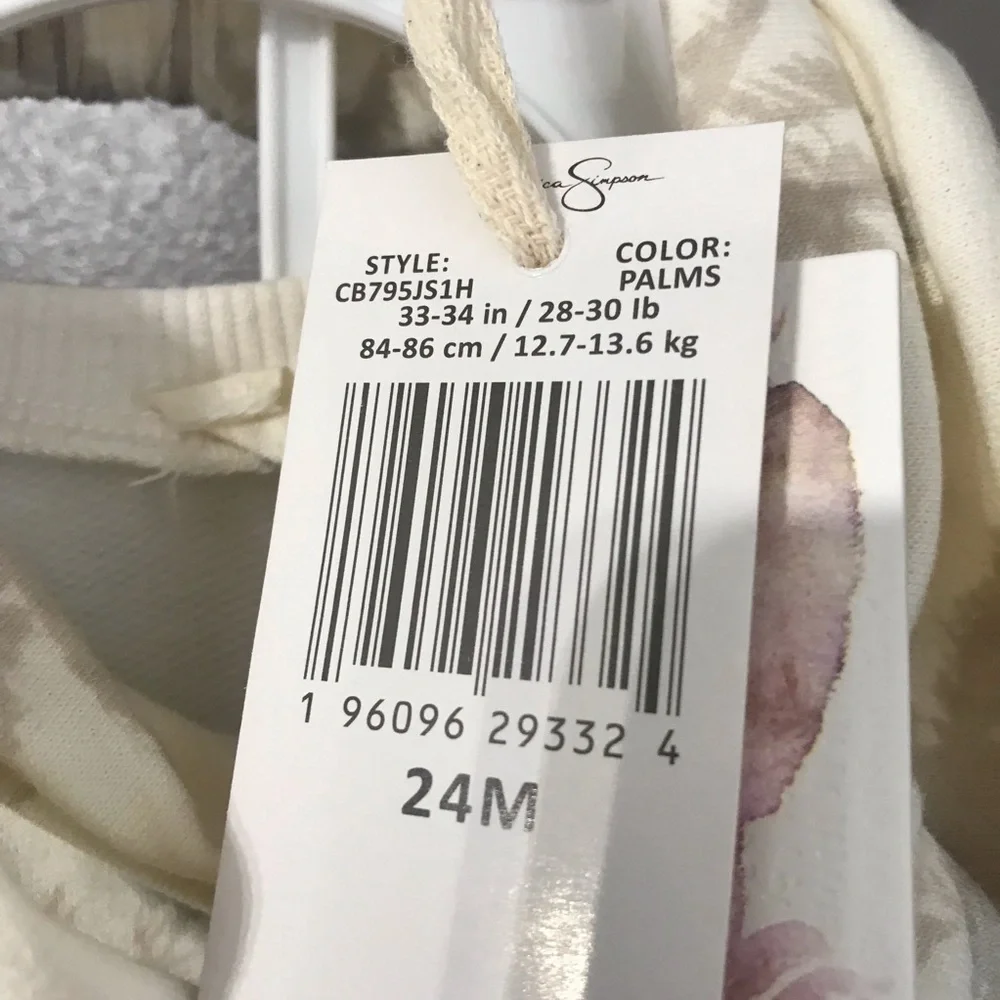 ica Simpson
STYLE:
CB795JS1H
COLOR:
PALMS
33-34 in / 28-30 lb
84-86 cm / 12.7-13.6 kg
1 96096 29332 4
24M